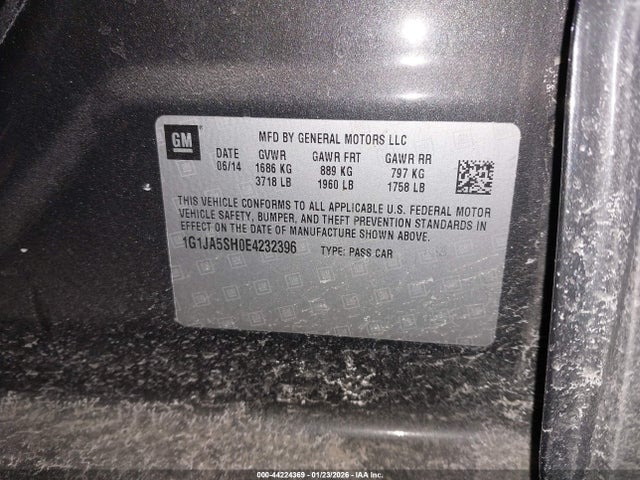 GM
MFD BY GENERAL MOTORS LLC
DATE GVWR GAWR FRT GAWR RR
06/14 1686 KG 889 KG 797 KG
3718 LB 1960 LB 1758 LB
THIS VEHICLE CONFORMS TO ALL APPLICABLE U.S. FEDERAL MOTOR
VEHICLE SAFETY, BUMPER, AND THEFT PREVENTION STANDARDS IN
EFFECT ON THE DATE OF MANUFACTURE SHOWN ABOVE.
1G1JA5SH0E4232396 TYPE: PASS CAR
000-44224369 - 01/23/2026 - IAA Inc.